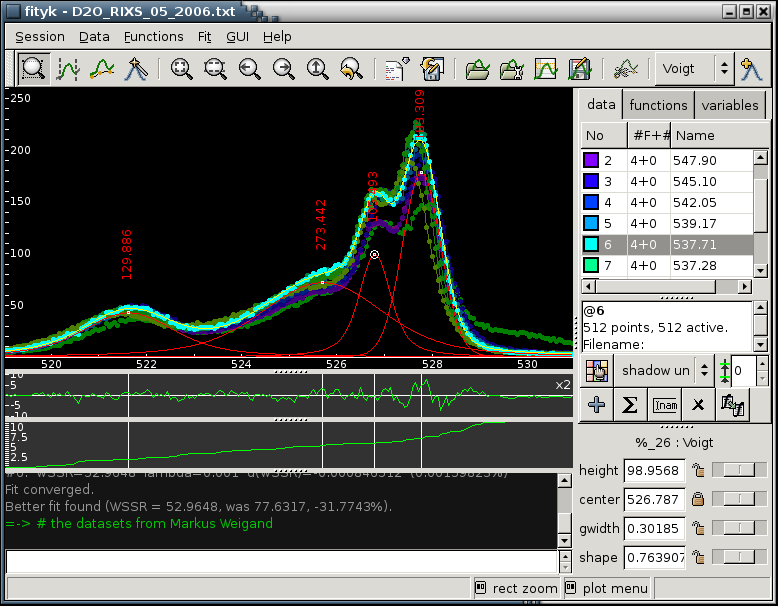 fityk - D2O_RIXS_05_2006.txt
Session Data Functions Fit GUI Help
Voigt
250
200
150
100
50
129.886
273.442
520 522 524 526 528 530
10
5
-5
-10
x2
10
7.5
5
2.5
Fit converged.
Better fit found (WSSR = 52.9648, was 77.6317, -31.7743%).
=-> # the datasets from Markus Weigand
data functions variables
No #F+# Name
2 4+0 547.90
3 4+0 545.10
4 4+0 542.05
5 4+0 539.17
6 4+0 537.71
7 4+0 537.28
@6
512 points, 512 active.
Filename:
shadow un
0
Σ
nam
x
%_26 : Voigt
height 98.9568
center 526.787
gwidth 0.30185
shape 0.763907
rect zoom plot menu